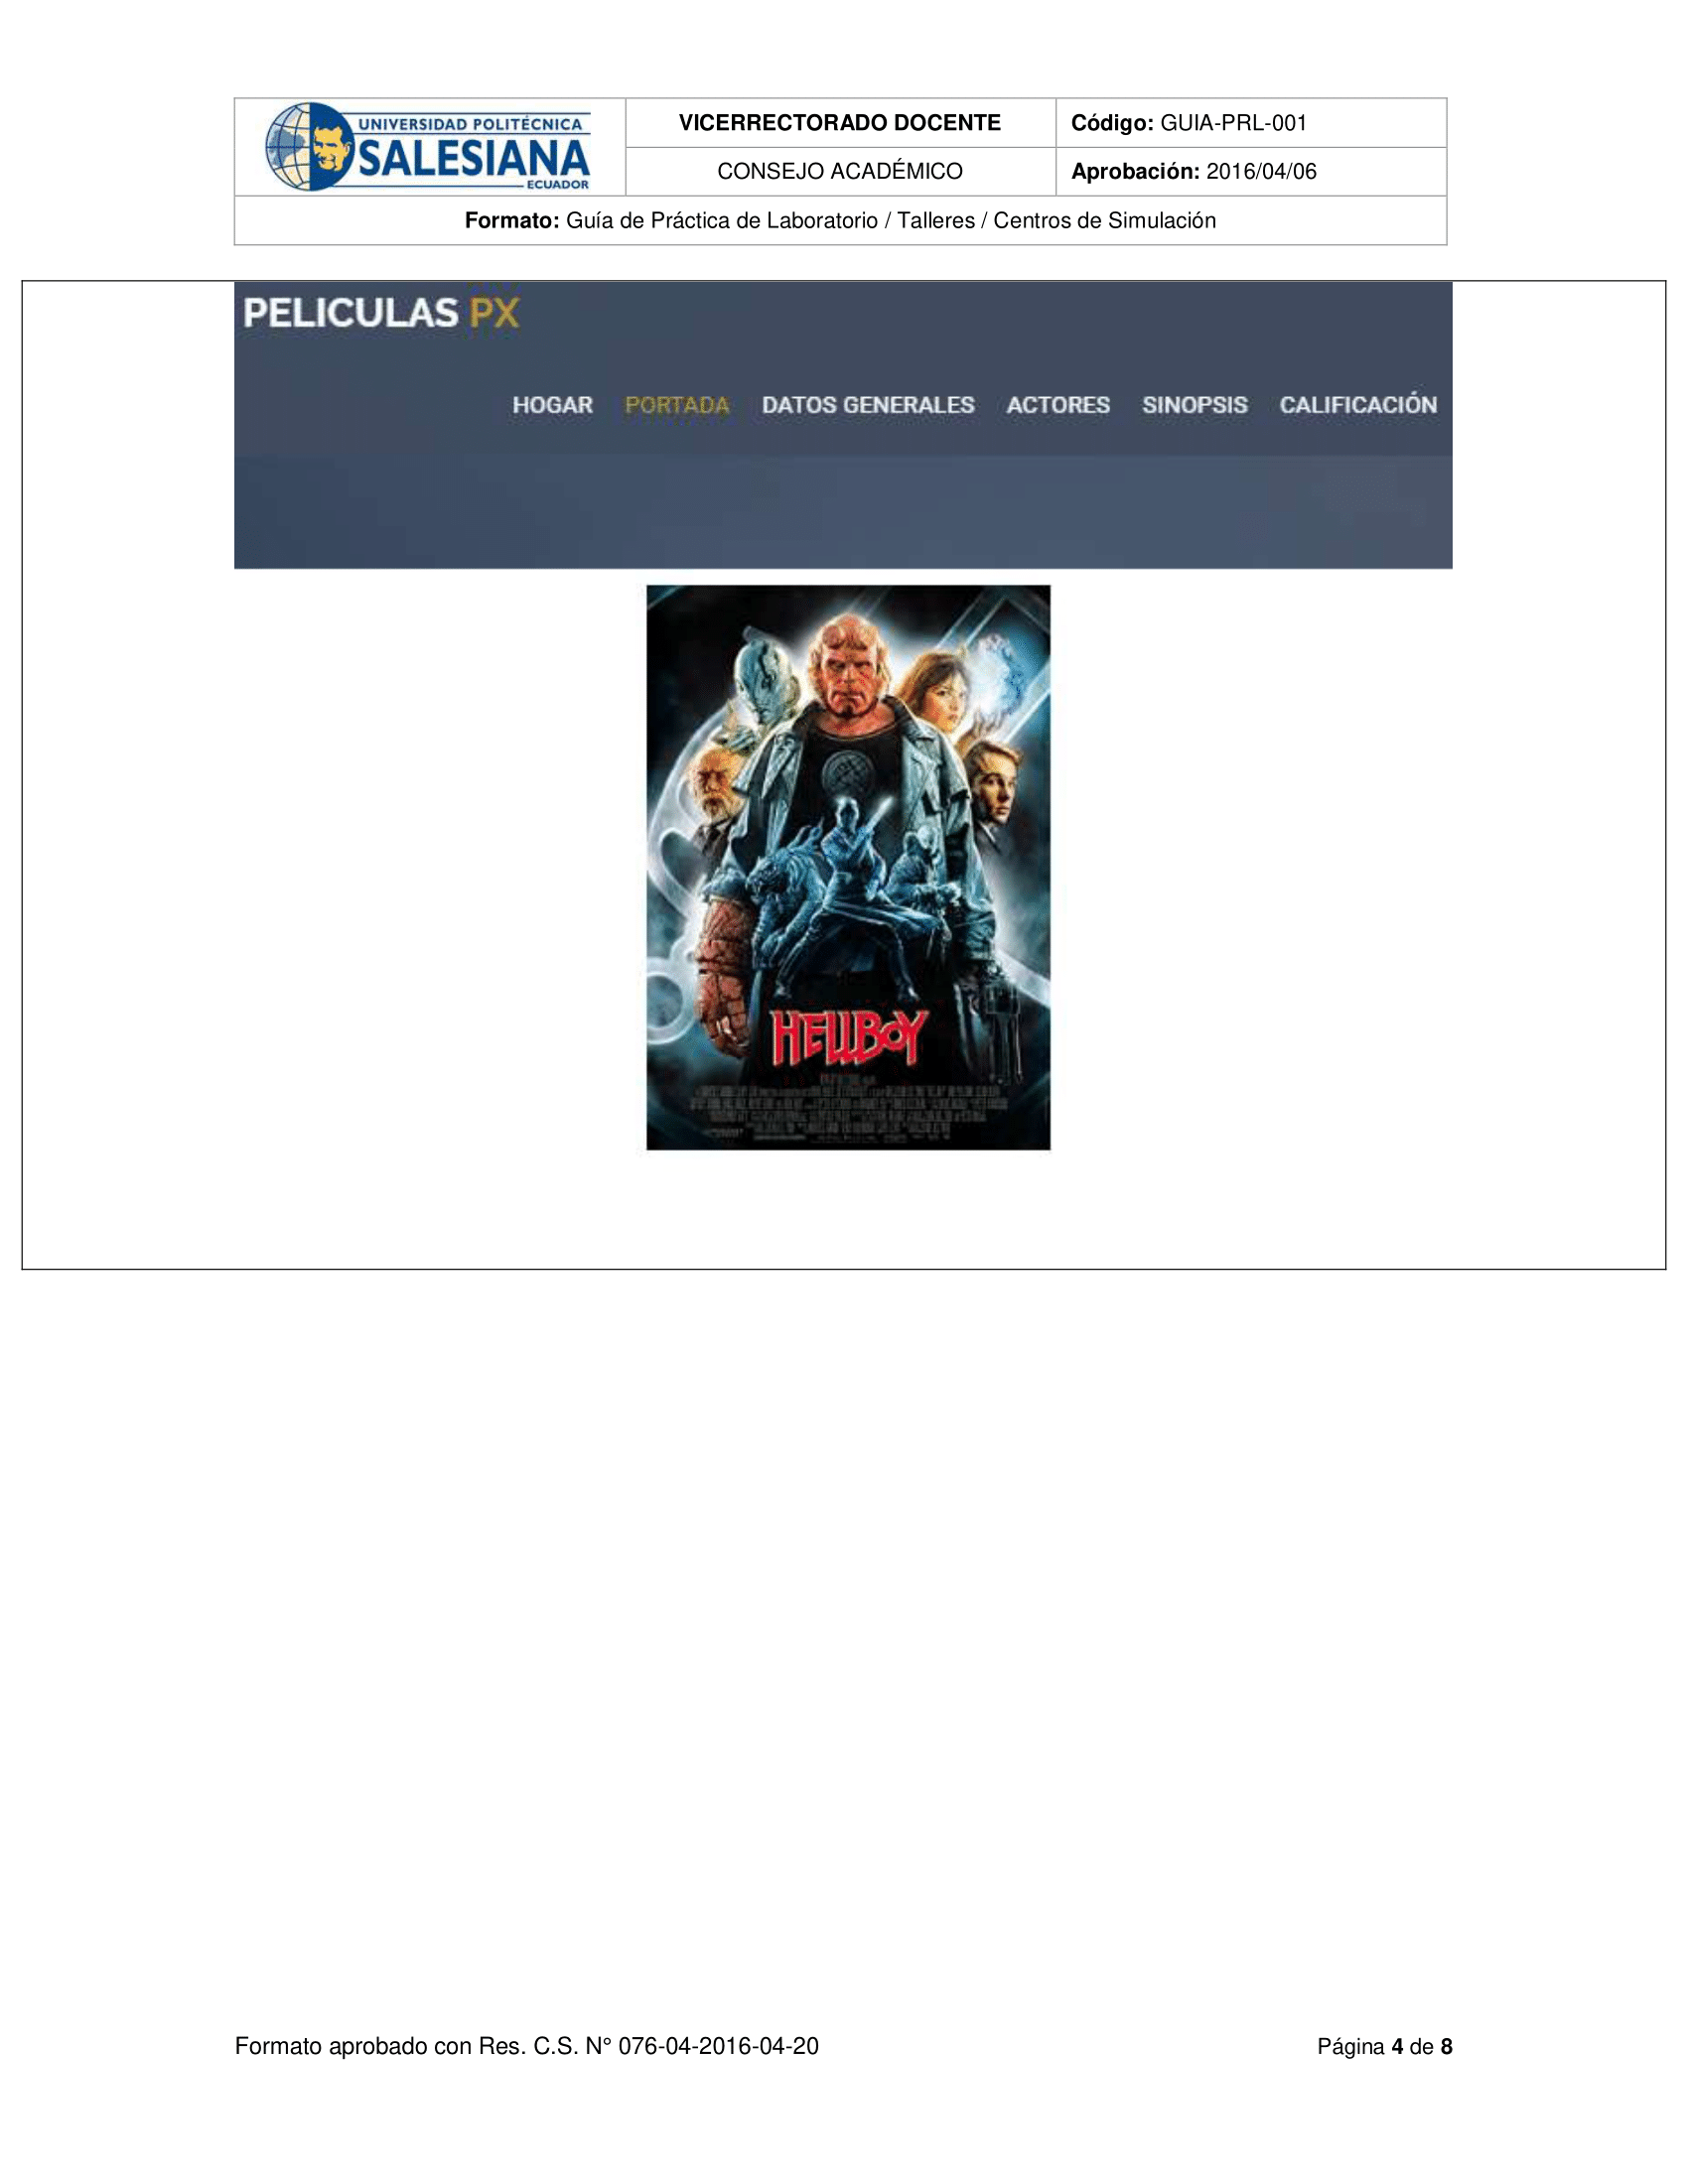 UNIVERSIDAD POLITÉCNICA
SALESIANA
ECUADOR
VICERRECTORADO DOCENTE
Código: GUIA-PRL-001
CONSEJO ACADÉMICO
Aprobación: 2016/04/06
Formato: Guía de Práctica de Laboratorio / Talleres / Centros de Simulación
PELICULAS PX
HOGAR PORTADA DATOS GENERALES ACTORES SINOPSIS CALIFICACIÓN
HELLBOY
Formato aprobado con Res. C.S. N° 076-04-2016-04-20
Página 4 de 8